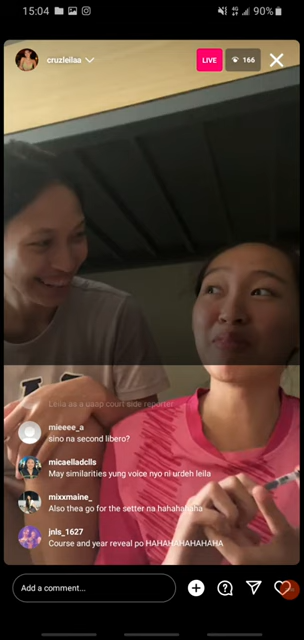 15:04
4G
90%
cruzleilaa
LIVE
166
Leila as a uaap court side reporter
mieeee_a
sino na second libero?
micaelladclls
May similarities yung voice nyo ni urdeh leila
mixxmaine_
Also thea go for the setter na hahahahaha
jnls_1627
Course and year reveal po HAHAHAHAHAHAHA
Add a comment...